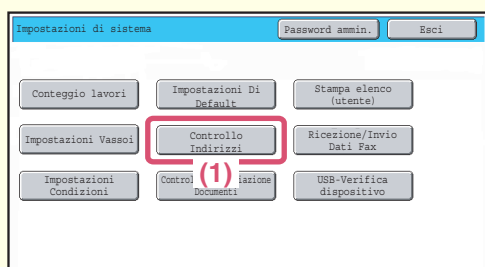 Impostazioni di sistema
Password ammin.
Esci
Conteggio lavori
Impostazioni Di
Default
Stampa elenco
(utente)
Impostazioni Vassoi
Controllo
Indirizzi
Ricezione/Invio
Dati Fax
(1)
Impostazioni
Condizioni
Documenti
USB-Verifica
dispositivo